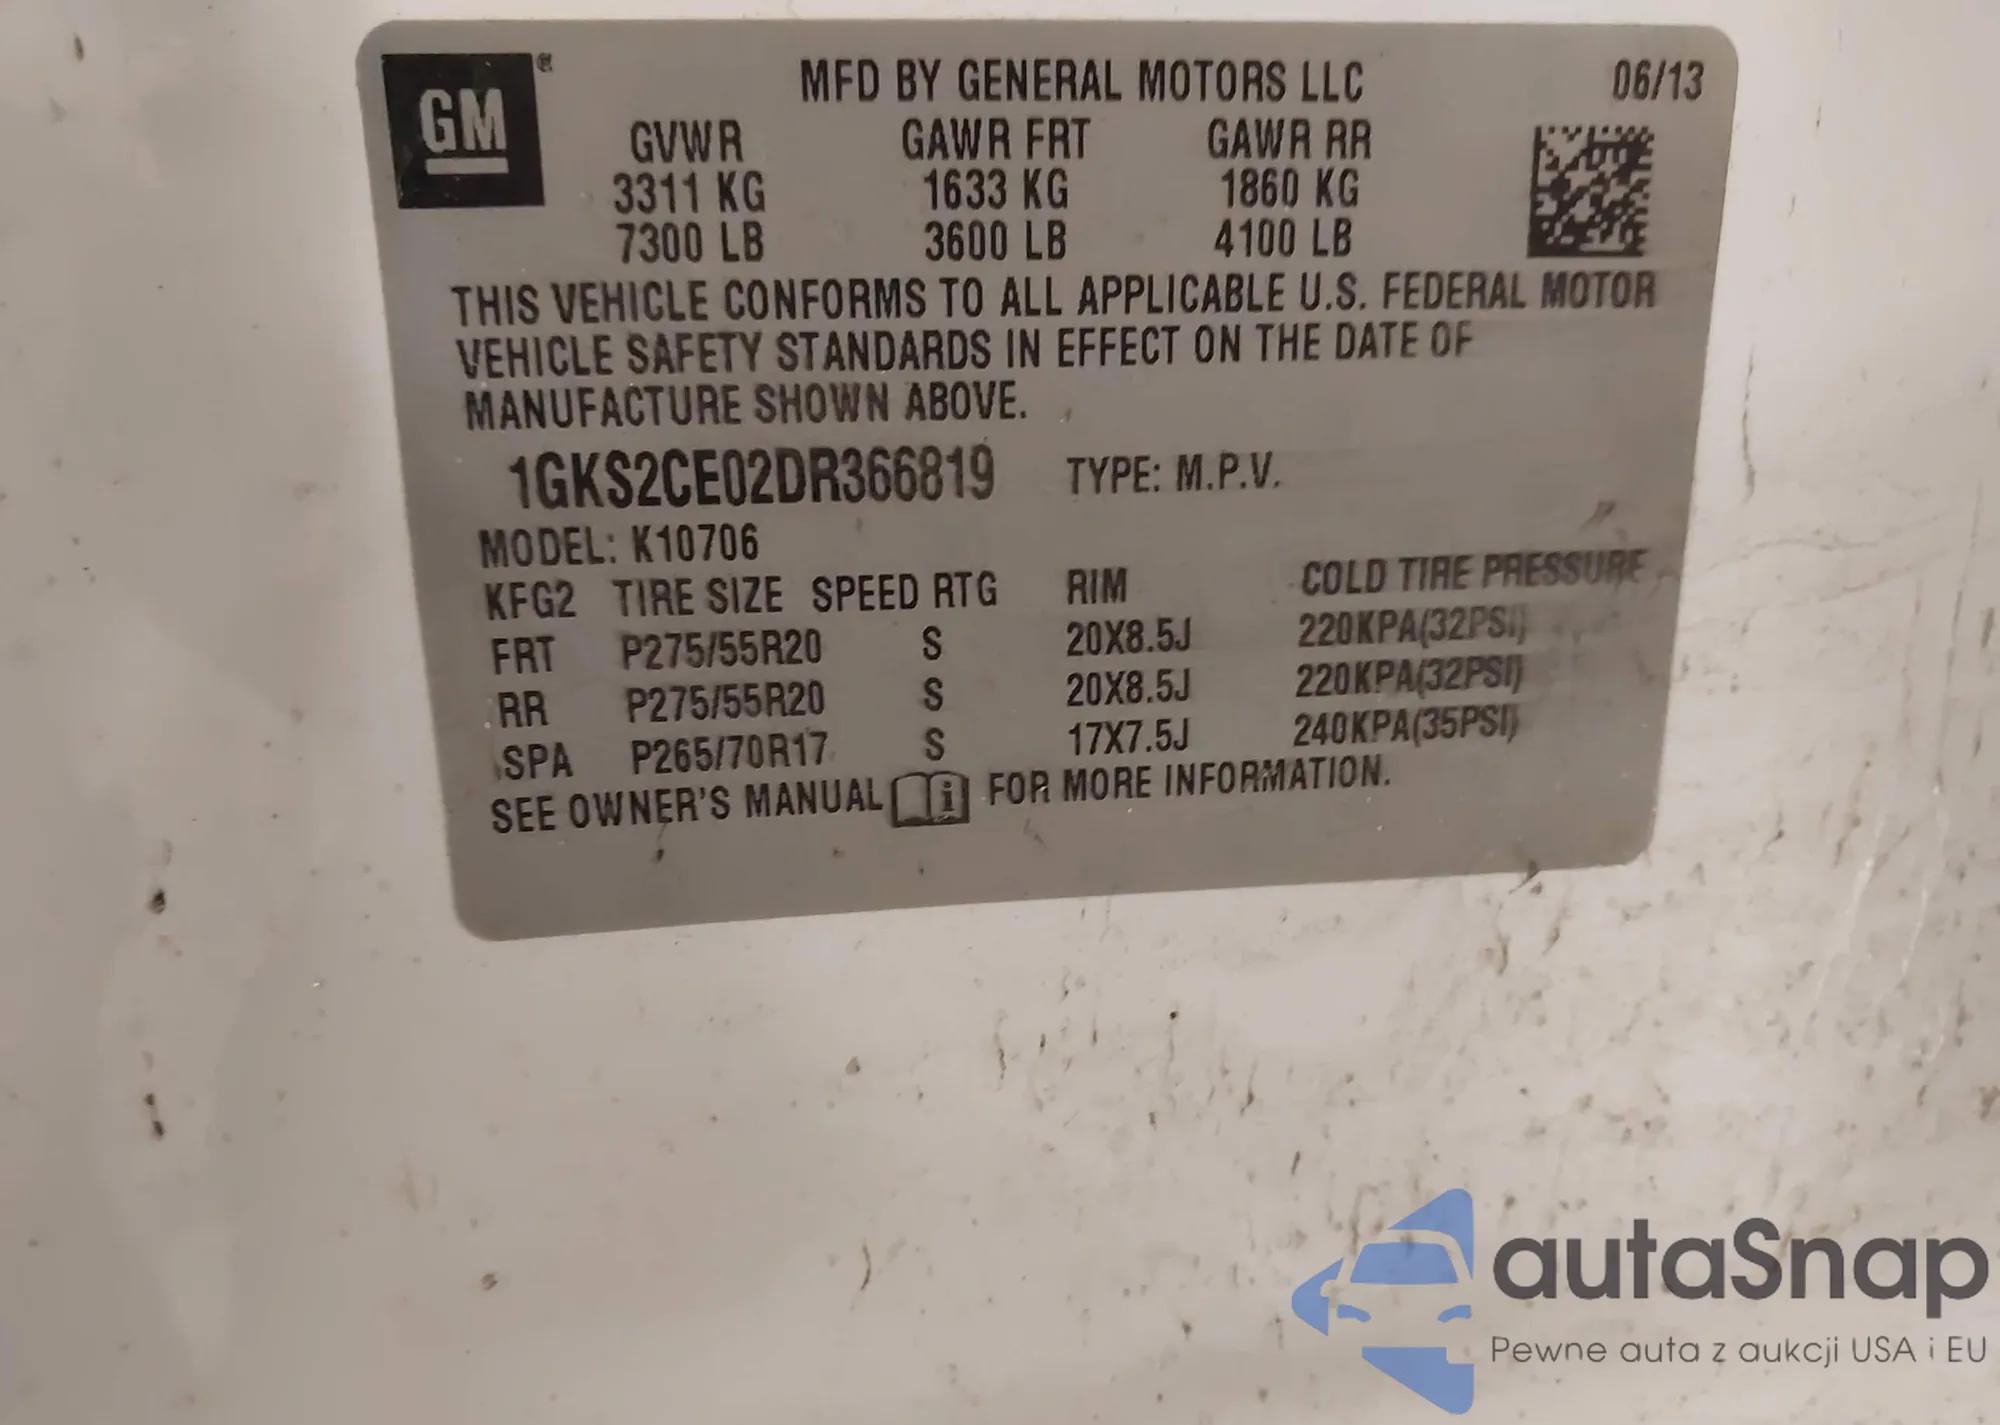 GM®
MFD BY GENERAL MOTORS LLC 06/13
GVWR GAWR FRT GAWR RR
3311 KG 1633 KG 1860 KG
7300 LB 3600 LB 4100 LB
THIS VEHICLE CONFORMS TO ALL APPLICABLE U.S. FEDERAL MOTOR
VEHICLE SAFETY STANDARDS IN EFFECT ON THE DATE OF
MANUFACTURE SHOWN ABOVE.
1GKS2CE02DR366819 TYPE: M.P.V.
MODEL: K10706
KFG2 TIRE SIZE SPEED RTG RIM COLD TIRE PRESSURE
FRT P275/55R20 S 20X8.5J 220KPA(32PSI)
RR P275/55R20 S 20X8.5J 220KPA(32PSI)
SPA P265/70R17 S 17X7.5J 240KPA(35PSI)
SEE OWNER'S MANUAL i FOR MORE INFORMATION.
autaSnap
Pewne auta z aukcji USA i EU